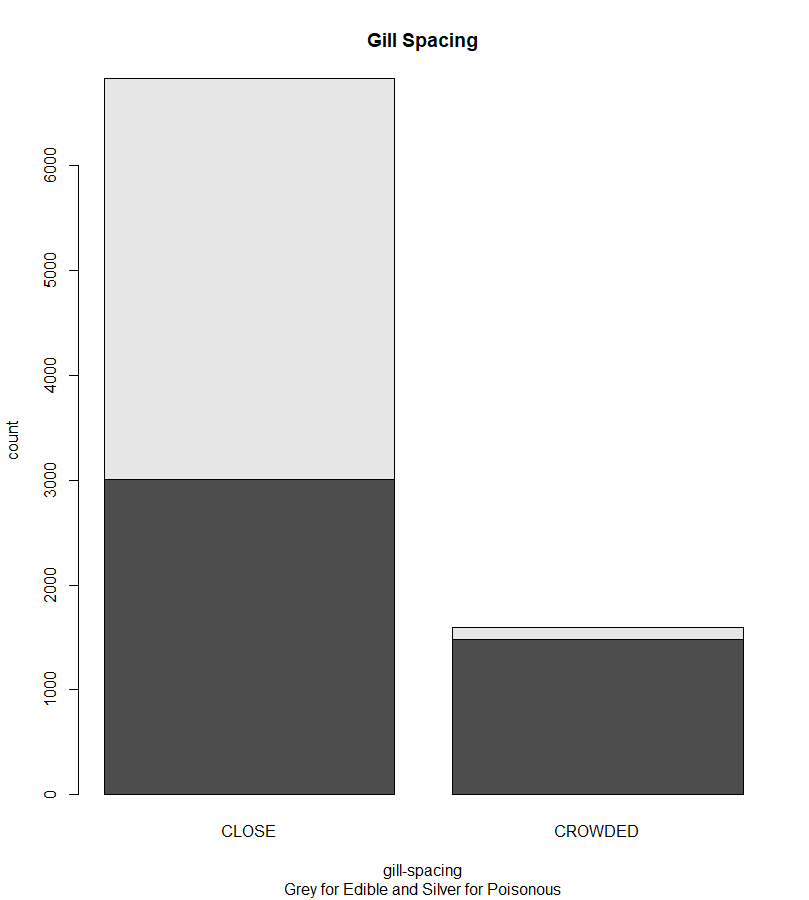 Gill Spacing
6000
5000
4000
3000
2000
1000
0
count
CLOSE
CROWDED
gill-spacing
Grey for Edible and Silver for Poisonous